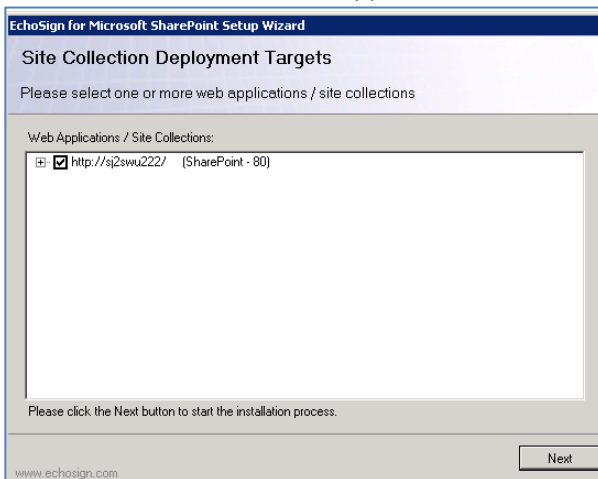 EchoSign for Microsoft SharePoint Setup Wizard
Site Collection Deployment Targets
Please select one or more web applications / site collections
Web Applications / Site Collections:
http://sj2swu222/ (SharePoint - 80)
Please click the Next button to start the installation process.
Next
www.echosign.com